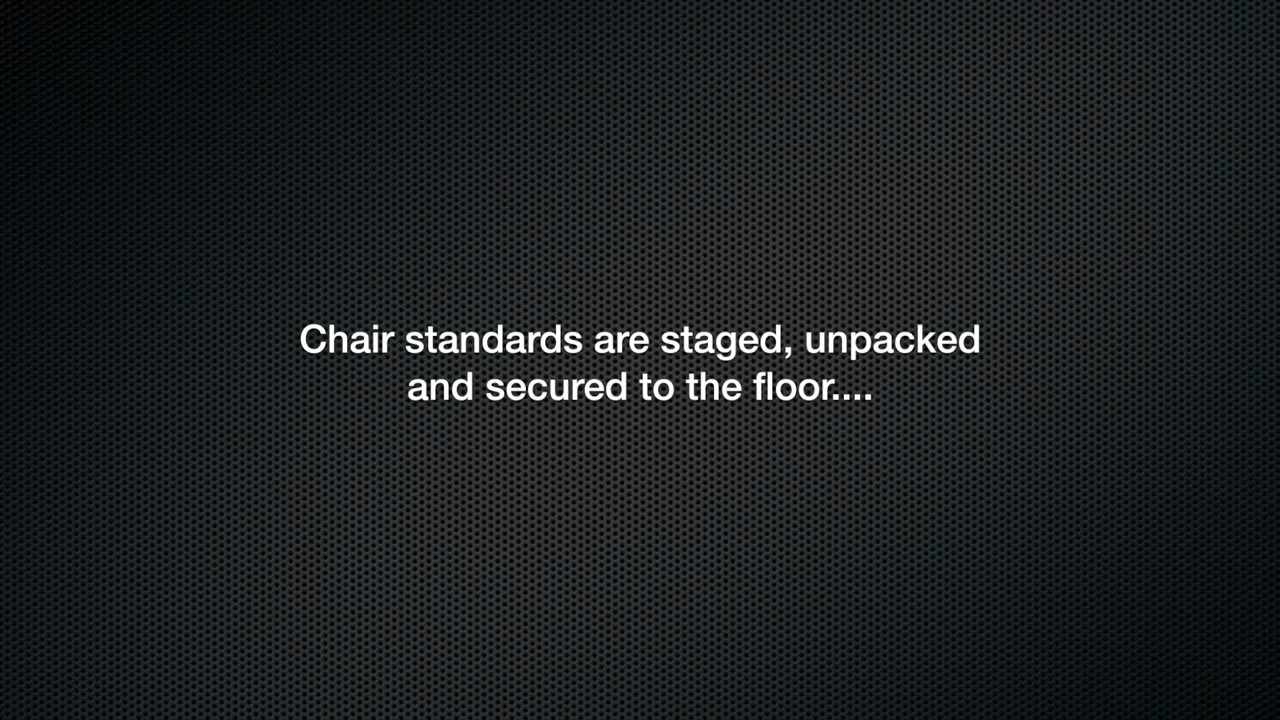 Chair standards are staged, unpacked
and secured to the floor....